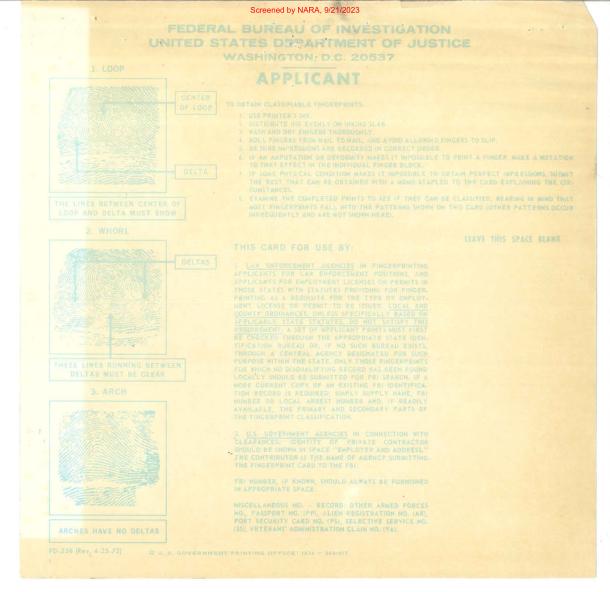 Screened by NARA, 9/21/2023
FEDERAL BUREAU OF INVESTIGATION
UNITED STATES DEPARTMENT OF JUSTICE
WASHINGTON, D.C. 20537
APPLICANT
1. LOOP
CENTER
OF LOOP
DELTA
THE LINES BETWEEN CENTER OF
LOOP AND DELTA MUST SHOW
2. WHORL
DELTAS
THESE LINES RUNNING BETWEEN
DELTAS MUST BE CLEAR
3. ARCH
ARCHES HAVE NO DELTAS
TO OBTAIN CLASSIFIABLE FINGERPRINTS:
1. USE PRINTER'S INK.
2. DISTRIBUTE INK EVENLY ON INKING SLAB.
3. WASH AND DRY FINGERS THOROUGHLY.
4. ROLL FINGERS FROM NAIL TO NAIL, AND AVOID ALLOWING FINGERS TO SLIP.
5. BE SURE IMPRESSIONS ARE RECORDED IN CORRECT ORDER.
6. IF AN AMPUTATION OR DEFORMITY MAKES IT IMPOSSIBLE TO PRINT A FINGER, MAKE A NOTATION
TO THAT EFFECT IN THE INDIVIDUAL FINGER BLOCK.
7. IF SOME PHYSICAL CONDITION MAKES IT IMPOSSIBLE TO OBTAIN PERFECT IMPRESSIONS, SUBMIT
THE BEST THAT CAN BE OBTAINED WITH A MEMO STAPLED TO THE CARD EXPLAINING THE CIR-
CUMSTANCES.
8. EXAMINE THE COMPLETED PRINTS TO SEE IF THEY CAN BE CLASSIFIED, BEARING IN MIND THAT
MOST FINGERPRINTS FALL INTO THE PATTERNS SHOWN ON THIS CARD (OTHER PATTERNS OCCUR
INFREQUENTLY AND ARE NOT SHOWN HERE).
LEAVE THIS SPACE BLANK
THIS CARD FOR USE BY:
1. LAW ENFORCEMENT AGENCIES IN FINGERPRINTING
APPLICANTS FOR LAW ENFORCEMENT POSITIONS, AND
APPLICANTS FOR EMPLOYMENT LICENSES OR PERMITS IN
THOSE STATES WITH STATUTES PROVIDING FOR FINGER-
PRINTING AS A REQUISITE FOR THE TYPE OF EMPLOY-
MENT, LICENSE OR PERMIT TO BE ISSUED. LOCAL AND
COUNTY ORDINANCES, UNLESS SPECIFICALLY BASED ON
APPLICABLE STATE STATUTES, DO NOT SATISFY THIS
REQUIREMENT. A SET OF APPLICANT PRINTS MUST FIRST
BE CHECKED THROUGH THE APPROPRIATE STATE IDEN-
TIFICATION BUREAU OR, IF NO SUCH BUREAU EXISTS,
THROUGH A CENTRAL AGENCY DESIGNATED FOR SUCH
PURPOSE WITHIN THE STATE. ONLY THOSE FINGERPRINTS
FOR WHICH NO DISQUALIFYING RECORD HAS BEEN FOUND
LOCALLY SHOULD BE SUBMITTED FOR FBI SEARCH. IF A
MORE CURRENT COPY OF AN EXISTING FBI IDENTIFICA-
TION RECORD IS REQUIRED, SIMPLY SUPPLY NAME, FBI
NUMBER OR LOCAL ARREST NUMBER AND, IF READILY
AVAILABLE, THE PRIMARY AND SECONDARY PARTS OF
THE FINGERPRINT CLASSIFICATION.
2. U.S. GOVERNMENT AGENCIES IN CONNECTION WITH
CLEARANCES. IDENTITY OF PRIVATE CONTRACTOR
SHOULD BE SHOWN IN SPACE "EMPLOYER AND ADDRESS."
THE CONTRIBUTOR IS THE NAME OF AGENCY SUBMITTING
THE FINGERPRINT CARD TO THE FBI.
FBI NUMBER, IF KNOWN, SHOULD ALWAYS BE FURNISHED
IN APPROPRIATE SPACE.
MISCELLANEOUS NO. - RECORD: OTHER ARMED FORCES
NO., PASSPORT NO. (PP), ALIEN REGISTRATION NO. (AR),
PORT SECURITY CARD NO. (PS), SELECTIVE SERVICE NO.
(SS), VETERANS' ADMINISTRATION CLAIM NO. (VA).
FD-258 (Rev. 4-25-72)
U. S. GOVERNMENT PRINTING OFFICE: